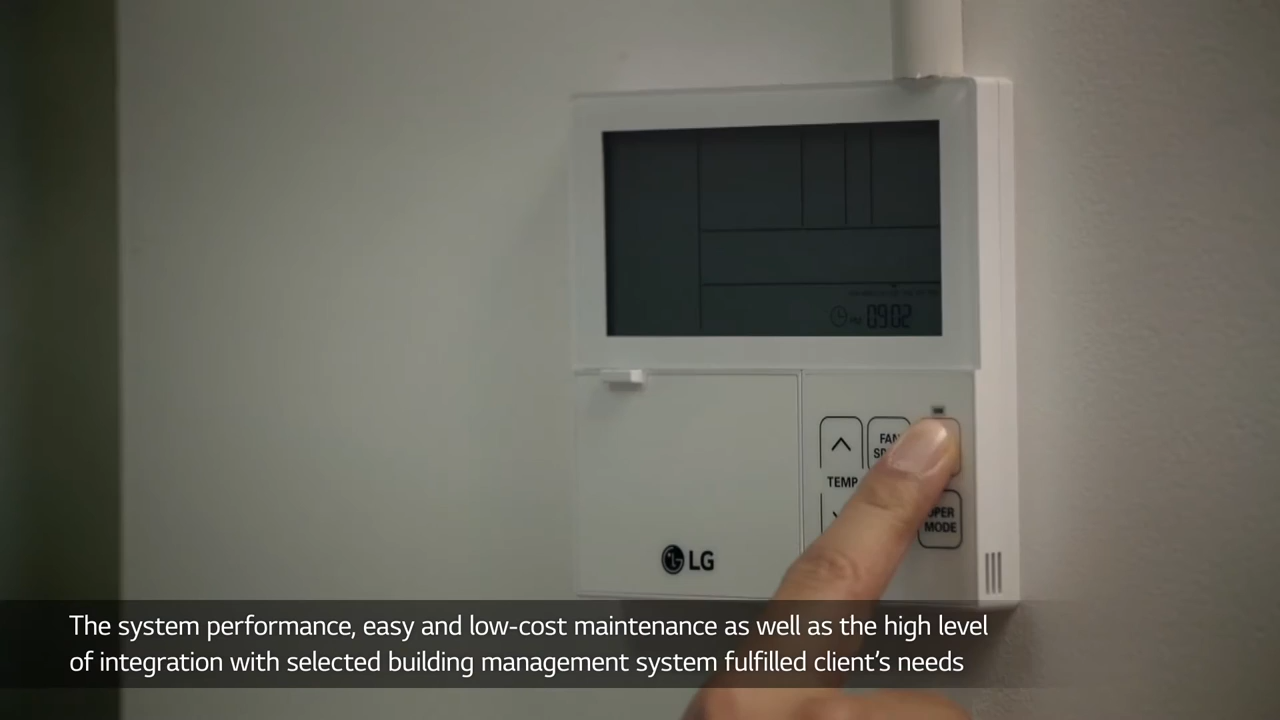 09:02
TEMP
MODE
LG
The system performance, easy and low-cost maintenance as well as the high level
of integration with selected building management system fulfilled client's needs